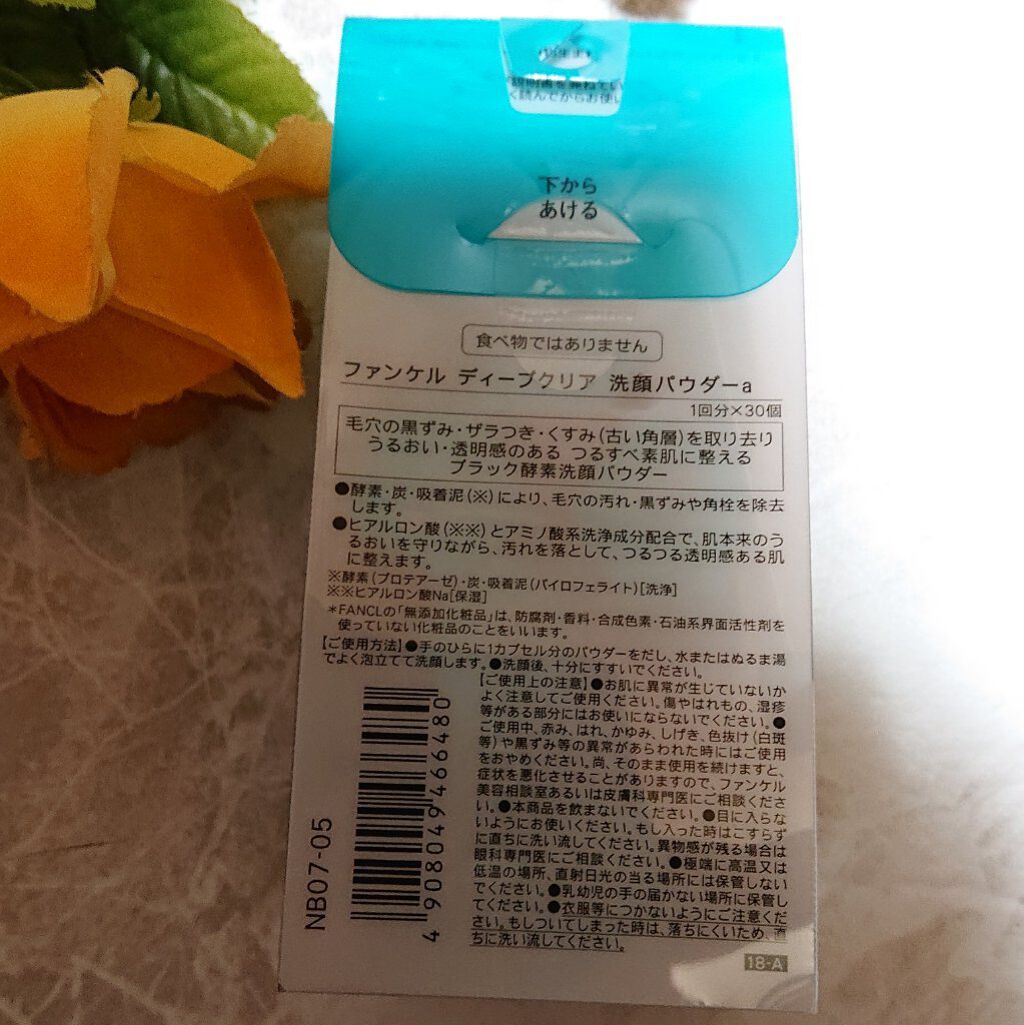 説明書を兼ねてい
く読んでからお使い
下から
あける
食べ物ではありません
ファンケル ディープクリア 洗顔パウダーa
1回分×30個
毛穴の黒ずみ・ザラつき・くすみ(古い角層)を取り去り
うるおい・透明感のある つるすべ素肌に整える
ブラック酵素洗顔パウダー
●酵素・炭・吸着泥(※)により、毛穴の汚れ・黒ずみや角栓を除去
します。
●ヒアルロン酸(※※)とアミノ酸系洗浄成分配合で、肌本来のう
るおいを守りながら、汚れを落として、つるつる透明感ある肌
に整えます。
※酵素(プロテアーゼ)・炭・吸着泥(パイロフェライト)[洗浄]
※※ヒアルロン酸Na[保湿]
*FANCLの「無添加化粧品」は、防腐剤・香料・合成色素・石油系界面活性剤を
使っていない化粧品のことをいいます。
【ご使用方法】●手のひらに1カプセル分のパウダーをだし、水またはぬるま湯
でよく泡立てて洗顔します。●洗顔後、十分にすすいでください。
【ご使用上の注意】●お肌に異常が生じていないか
よく注意してご使用ください。傷やはれもの、湿疹
等がある部分にはお使いにならないでください。●
ご使用中、赤み、はれ、かゆみ、しげき、色抜け(白斑
等)や黒ずみ等の異常があらわれた時にはご使用
をおやめください。尚、そのまま使用を続けますと、
症状を悪化させることがありますので、ファンケル
美容相談室あるいは皮膚科専門医にご相談くださ
い。●本商品を飲まないでください。●目に入らな
いようにお使いください。もし入った時はこすらず
に直ちに洗い流してください。異物感が残る場合は
眼科専門医にご相談ください。●極端に高温又は
低温の場所、直射日光の当る場所には保管しない
でください。●乳幼児の手の届かない場所に保管し
てください。●衣服等につかないようにご注意くだ
さい。もしついてしまった時は、落ちにくいため、直
ちに洗い流してください。
NB07-05
4 908049 466480
18-A